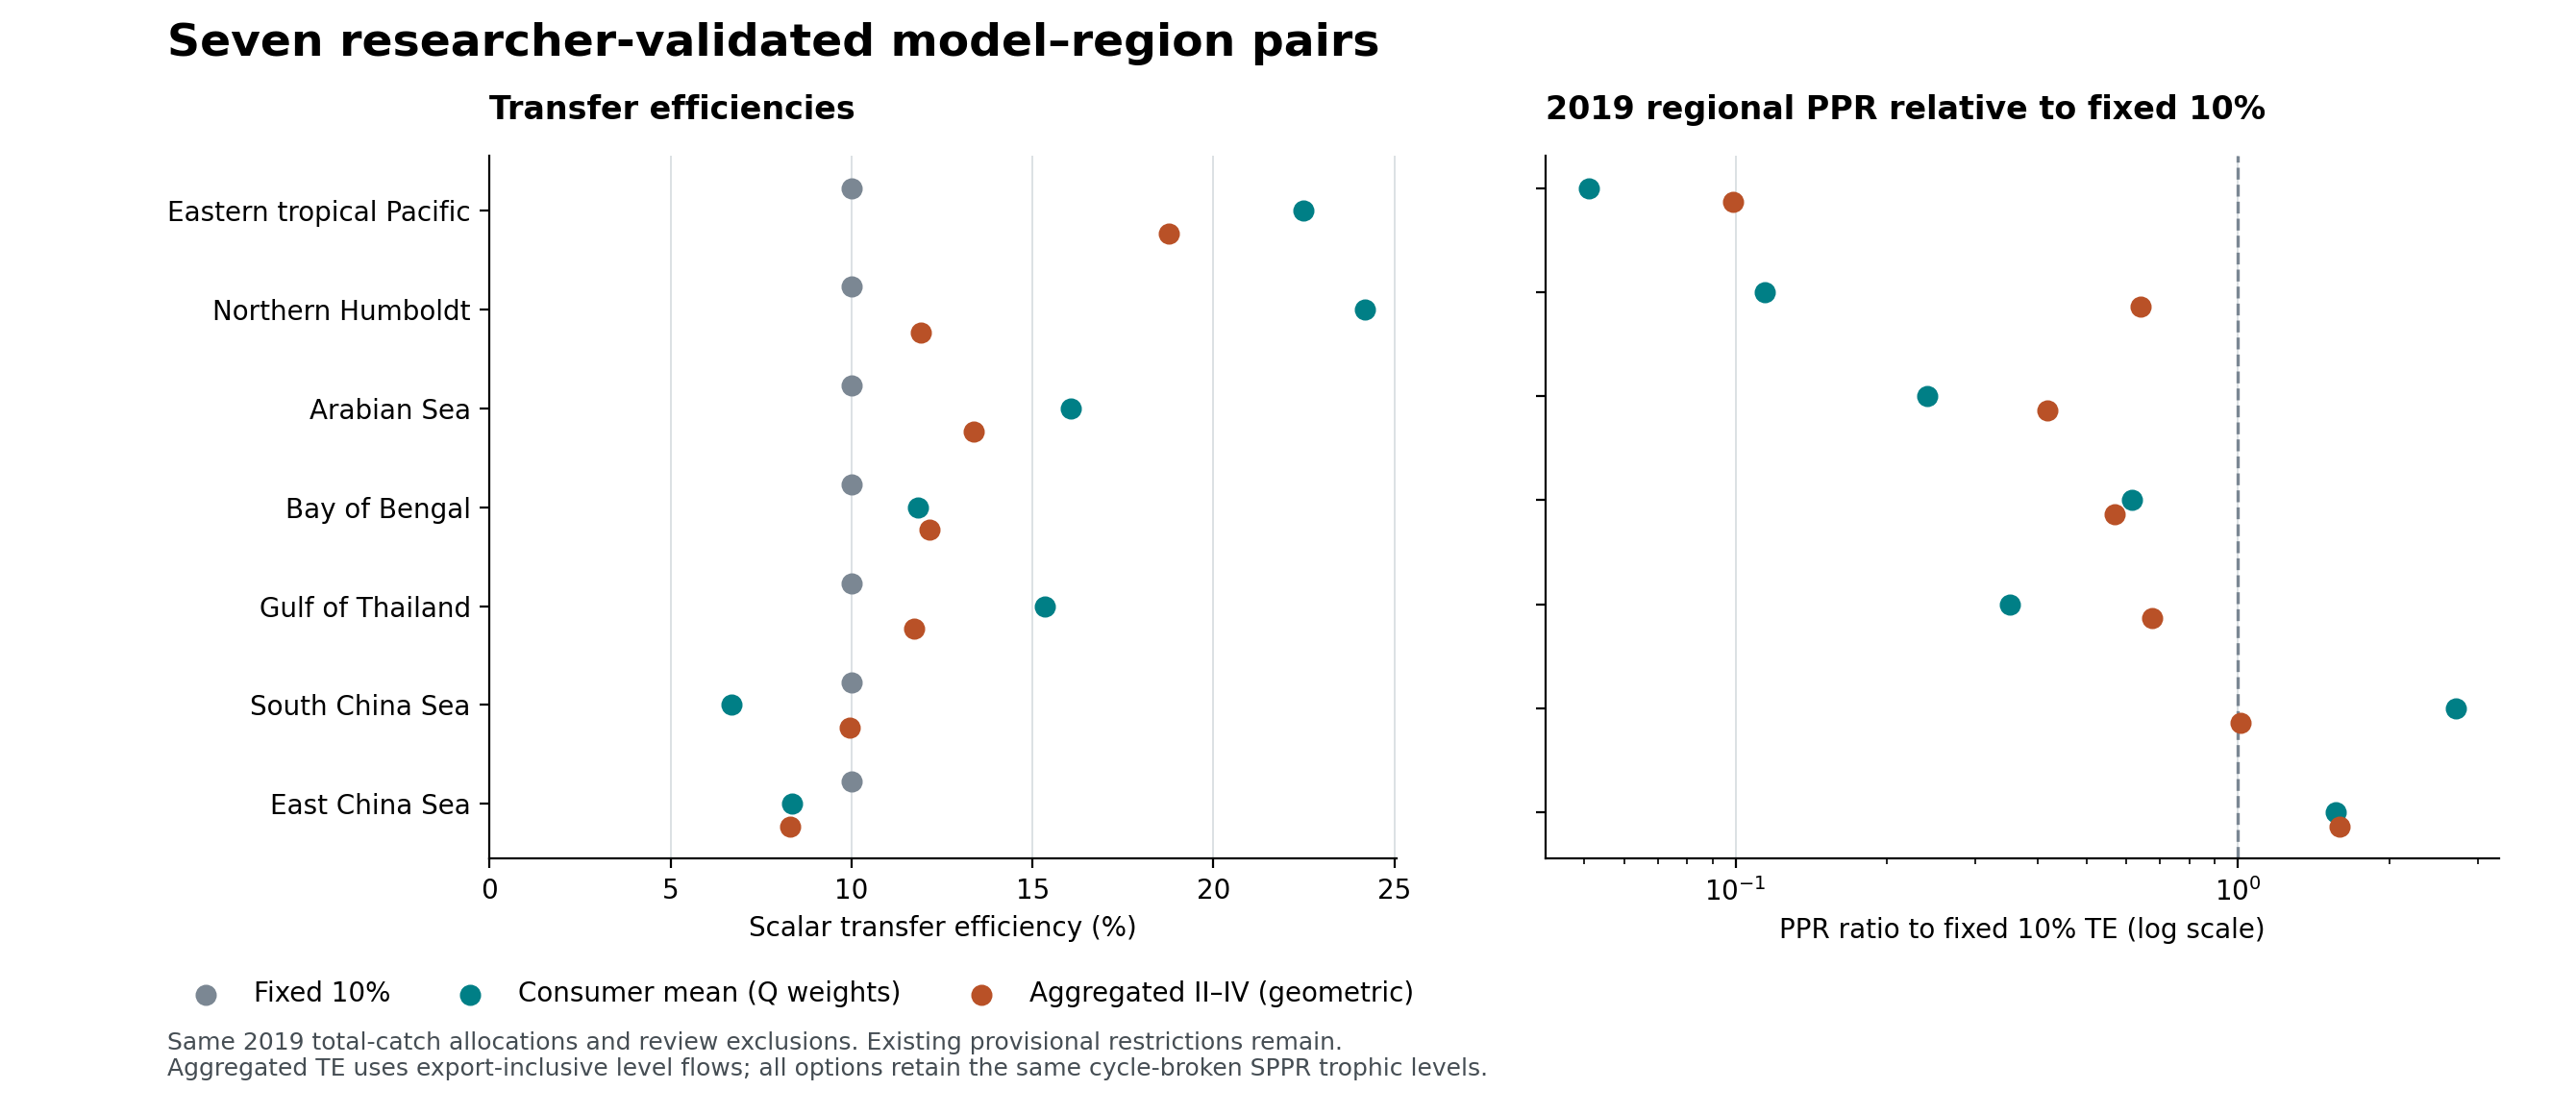 Seven researcher-validated model–region pairs
Transfer efficiencies
2019 regional PPR relative to fixed 10%
Eastern tropical Pacific
Northern Humboldt
Arabian Sea
Bay of Bengal
Gulf of Thailand
South China Sea
East China Sea
0 5 10 15 20 25
Scalar transfer efficiency (%)
10⁻¹ 10⁰
PPR ratio to fixed 10% TE (log scale)
Fixed 10% Consumer mean (Q weights) Aggregated II–IV (geometric)
Same 2019 total-catch allocations and review exclusions. Existing provisional restrictions remain.
Aggregated TE uses export-inclusive level flows; all options retain the same cycle-broken SPPR trophic levels.